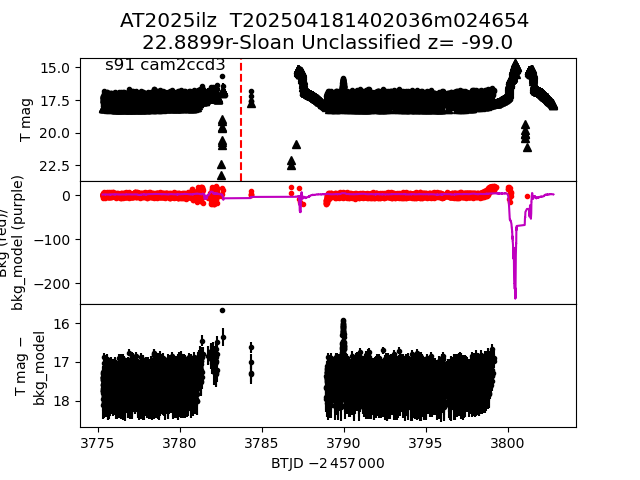 AT2025ilz  T202504181402036m024654
22.8899r-Sloan Unclassified z= -99.0
s91 cam2ccd3
15.0
17.5
20.0
22.5
T mag
0
−100
−200
bkg_model (purple)
16
17
18
T mag −
bkg_model
3775
3780
3785
3790
3795
3800
BTJD −2 457 000